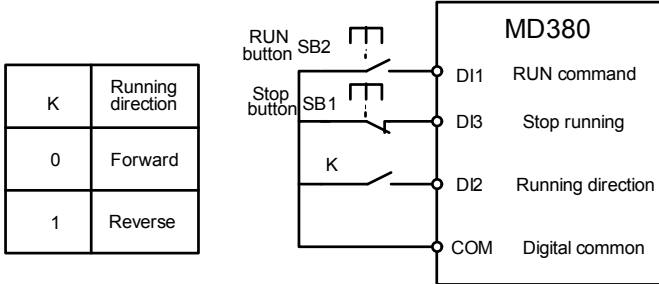 K Running direction
0 Forward
1 Reverse
MD380
RUN button SB2
DI1 RUN command
Stop button SB1
DI3 Stop running
K
DI2 Running direction
COM Digital common